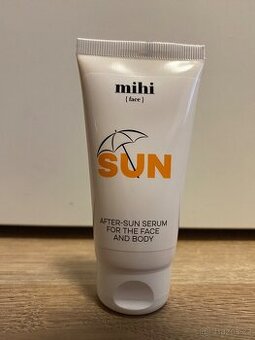 mihi
{ face }
SUN
AFTER-SUN SERUM
FOR THE FACE
AND BODY